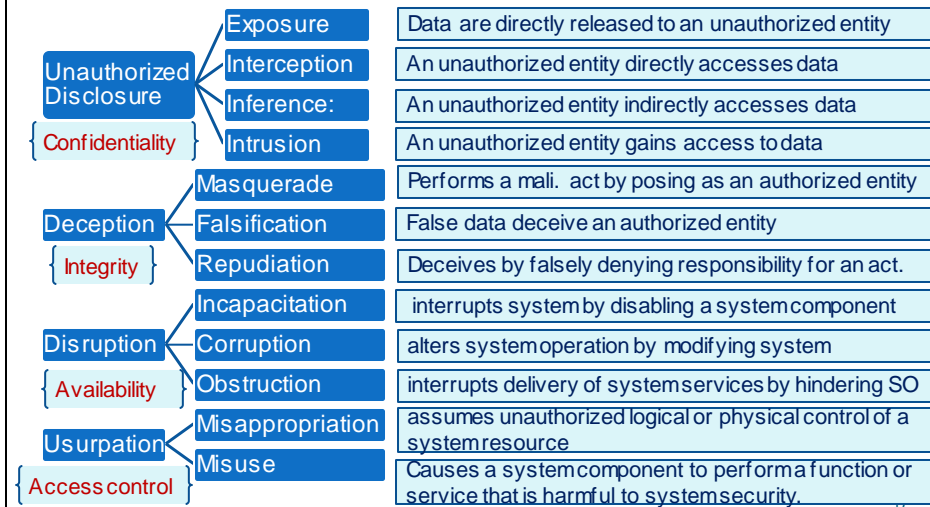 Exposure
Data are directly released to an unauthorized entity
Unauthorized
Disclosure
Interception
An unauthorized entity directly accesses data
Inference:
An unauthorized entity indirectly accesses data
Confidentiality
Intrusion
An unauthorized entity gains access to data
Masquerade
Performs a mali. act by posing as an authorized entity
Deception
Falsification
False data deceive an authorized entity
Integrity
Repudiation
Deceives by falsely denying responsibility for an act.
Incapacitation
interrupts system by disabling a system component
Disruption
Corruption
alters system operation by modifying system
Availability
Obstruction
interrupts delivery of system services by hindering SO
Usurpation
Misappropriation
assumes unauthorized logical or physical control of a
system resource
Access control
Misuse
Causes a system component to perform a function or
service that is harmful to system security.